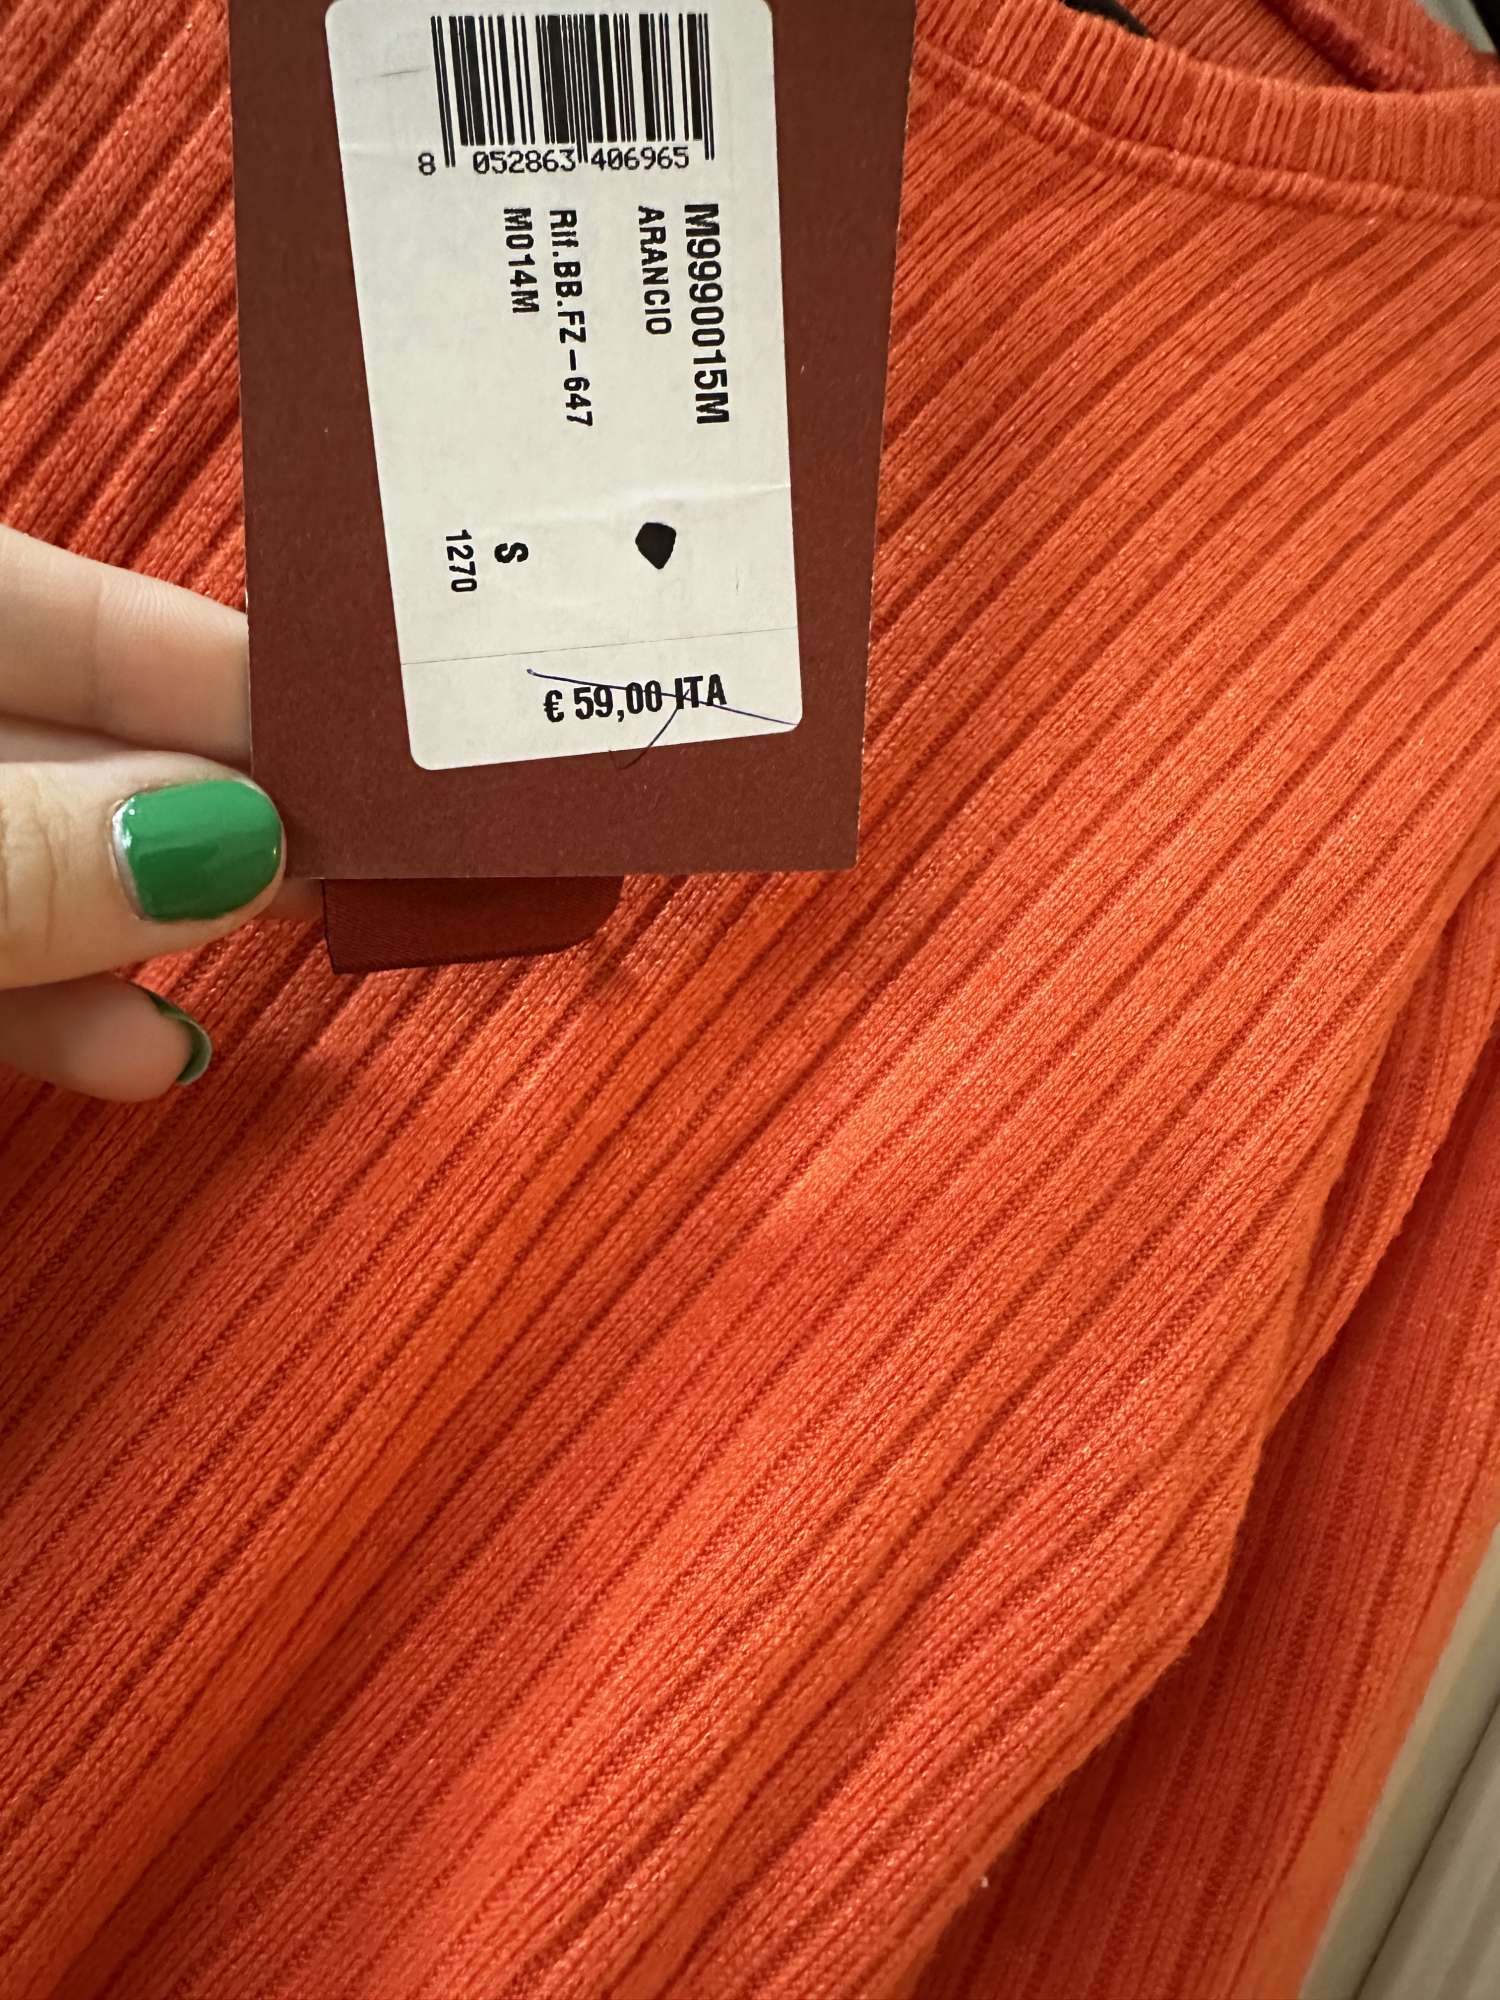 8 052863 406965
M9990015M
ARANCIO
Rif.BB.FZ-647
M014M
S
1270
€ 59,00 ITA